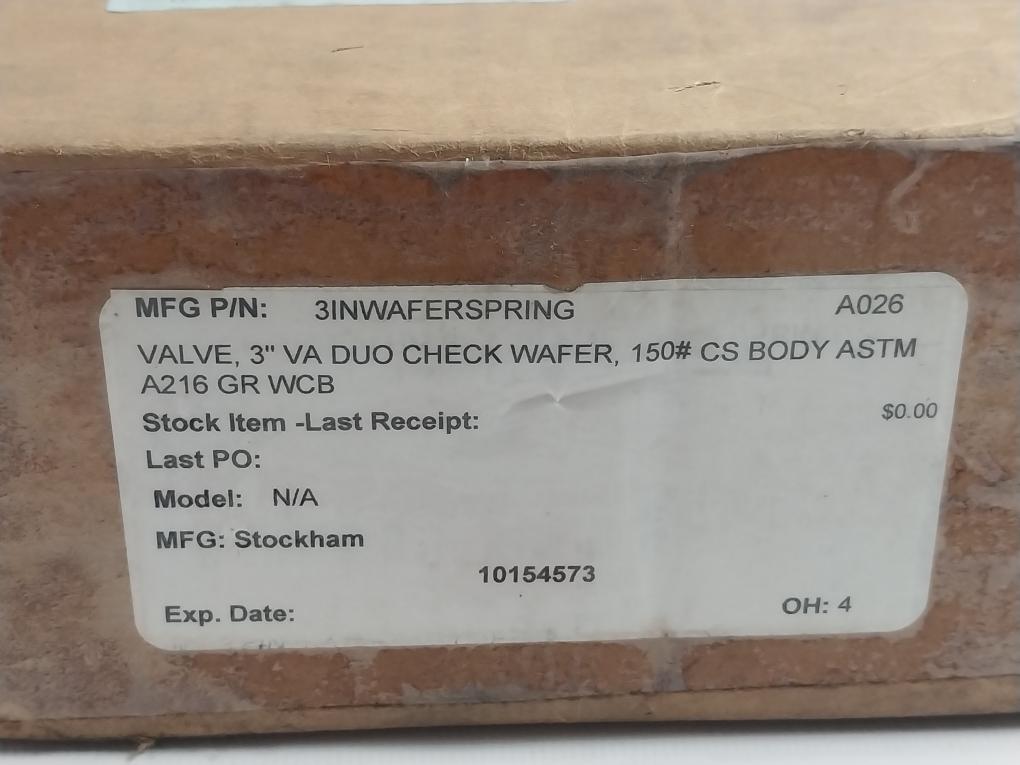 MFG P/N: 3INWAFERSPRING A026
VALVE, 3" VA DUO CHECK WAFER, 150# CS BODY ASTM
A216 GR WCB
Stock Item -Last Receipt: $0.00
Last PO:
Model: N/A
MFG: Stockham
10154573
Exp. Date: OH: 4